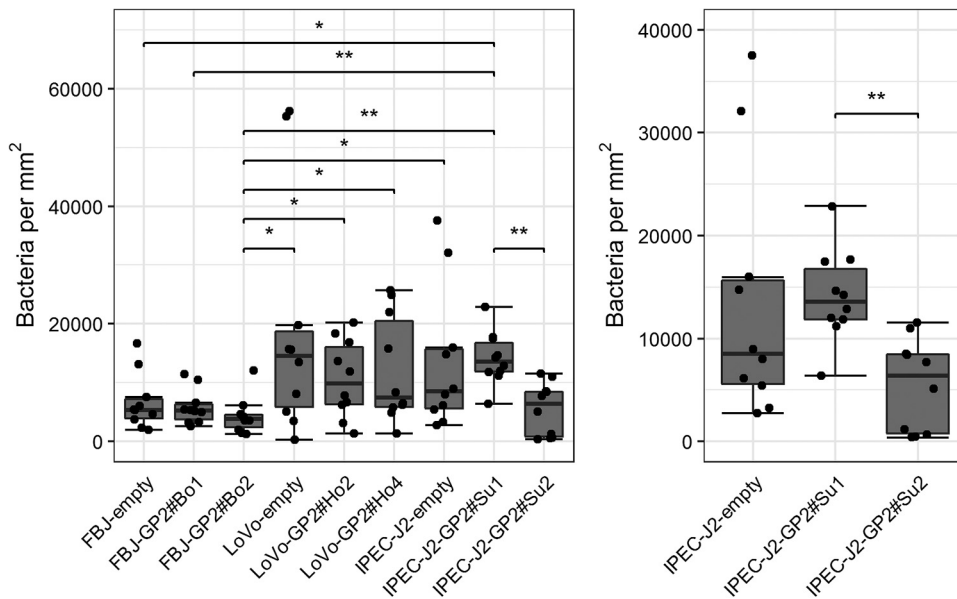 Bacteria per mm²
60000
40000
20000
0
*
**
**
*
*
*
*
**
FBJ-empty
FBJ-GP2#Bo1
FBJ-GP2#Bo2
LoVo-empty
LoVo-GP2#Ho2
LoVo-GP2#Ho4
IPEC-J2-empty
IPEC-J2-GP2#Su1
IPEC-J2-GP2#Su2
Bacteria per mm²
40000
30000
20000
10000
0
**
IPEC-J2-empty
IPEC-J2-GP2#Su1
IPEC-J2-GP2#Su2